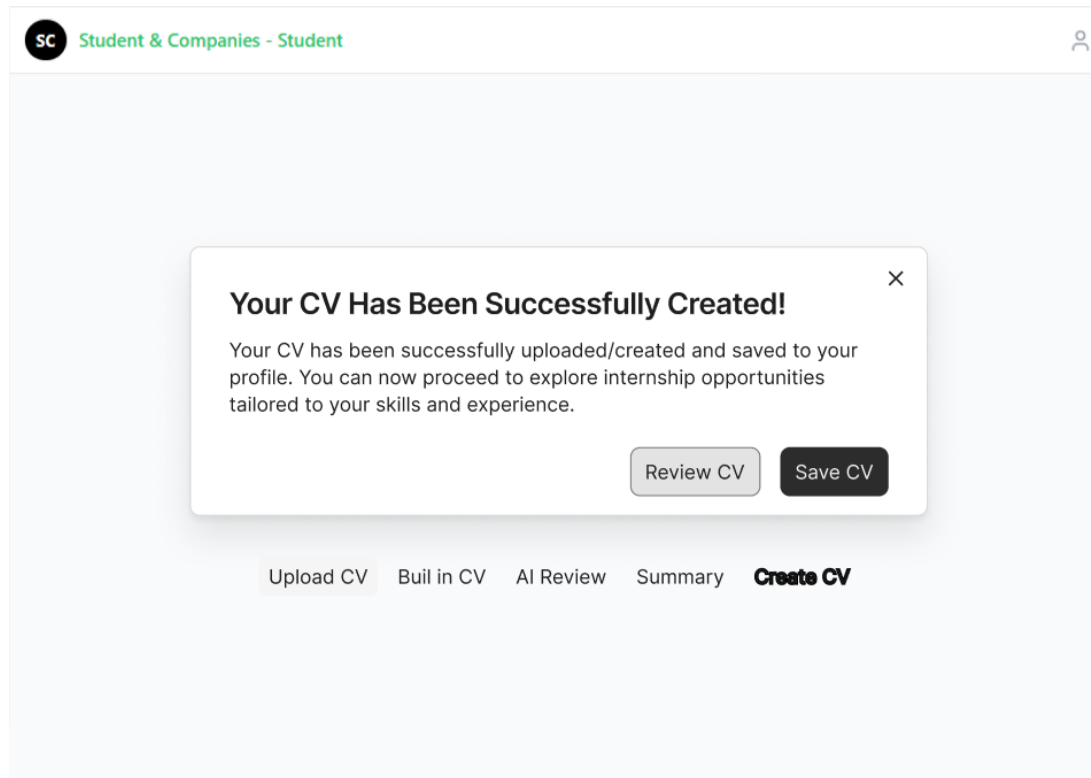 SC Student & Companies - Student
Your CV Has Been Successfully Created!
Your CV has been successfully uploaded/created and saved to your
profile. You can now proceed to explore internship opportunities
tailored to your skills and experience.
Review CV Save CV
Upload CV Buil in CV AI Review Summary Create CV